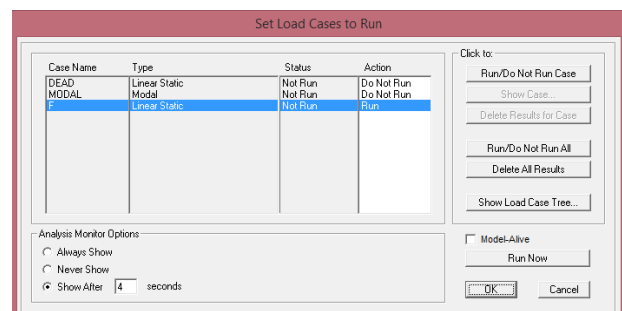 Set Load Cases to Run
Case Name Type Status Action
DEAD Linear Static Not Run Do Not Run
MODAL Modal Not Run Do Not Run
F Linear Static Not Run Run
Click to:
Run/Do Not Run Case
Show Case...
Delete Results for Case
Run/Do Not Run All
Delete All Results
Show Load Case Tree...
Analysis Monitor Options
Always Show
Never Show
Show After 4 seconds
Model-Alive
Run Now
OK Cancel